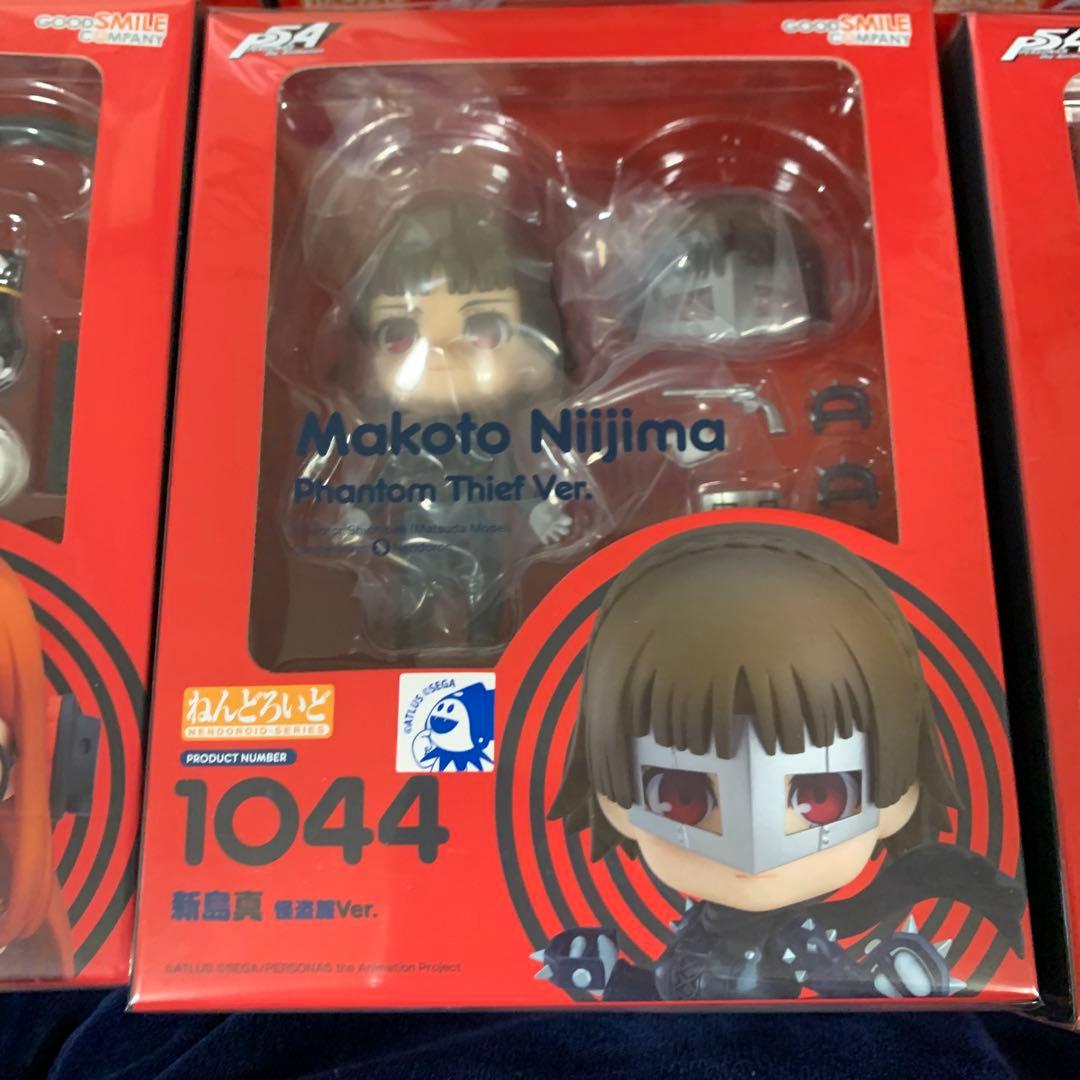 GOOD SMILE
COMPANY
P5A
GOOD SMILE
COMPANY
P5A
Makoto Niijima
Phantom Thief Ver.
(Matsuda Model)
ねんどろいど
NENDOROID SERIES
©ATLUS ©SEGA
PRODUCT NUMBER
1044
新島真 怪盗服Ver.
©ATLUS ©SEGA/PERSONA5 the Animation Project